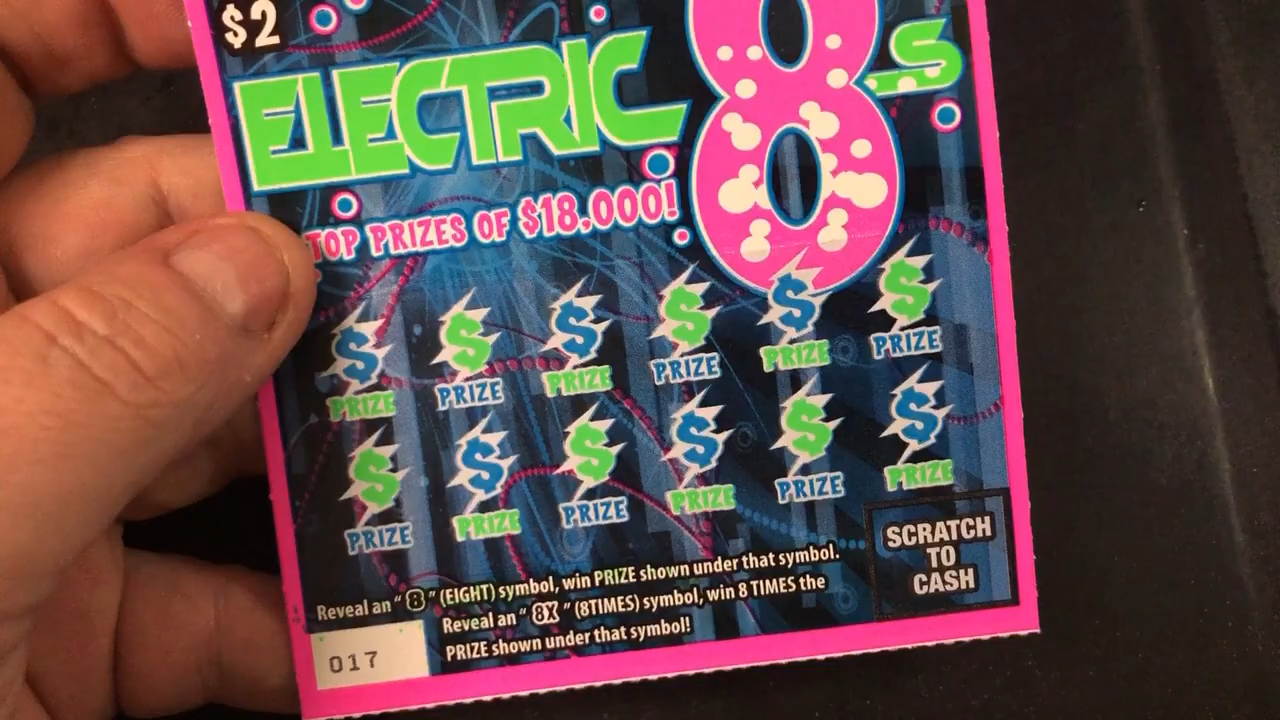 $2
ELECTRIC 8s
TOP PRIZES OF $18,000!
$ $ $ $ $ $
PRIZE PRIZE PRIZE PRIZE PRIZE PRIZE
$ $ $ $ $ $
PRIZE PRIZE PRIZE PRIZE PRIZE PRIZE
Reveal an "8" (EIGHT) symbol, win PRIZE shown under that symbol.
Reveal an "8X" (8TIMES) symbol, win 8 TIMES the
PRIZE shown under that symbol!
SCRATCH
TO
CASH
017